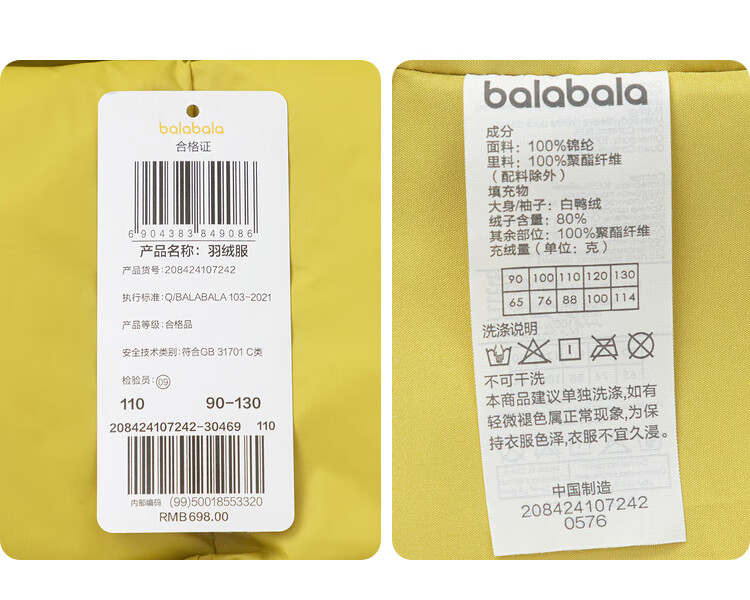 balabala
合格证
6904383849086
产品名称：羽绒服
产品货号：208424107242
执行标准：Q/BALABALA 103-2021
产品等级：合格品
安全技术类别：符合GB 31701 C类
检验员：09
110 90-130
208424107242-30469 110
内部编码 (99)50018553320
RMB698.00
balabala
成分
面料：100%锦纶
里料：100%聚酯纤维
（配料除外）
填充物
大身/袖子：白鸭绒
绒子含量：80%
其余部位：100%聚酯纤维
充绒量（单位：克）
90 100 110 120 130
65 76 88 100 114
洗涤说明
不可干洗
本商品建议单独洗涤,如有
轻微褪色属正常现象,为保
持衣服色泽,衣服不宜久浸。
中国制造
208424107242
0576